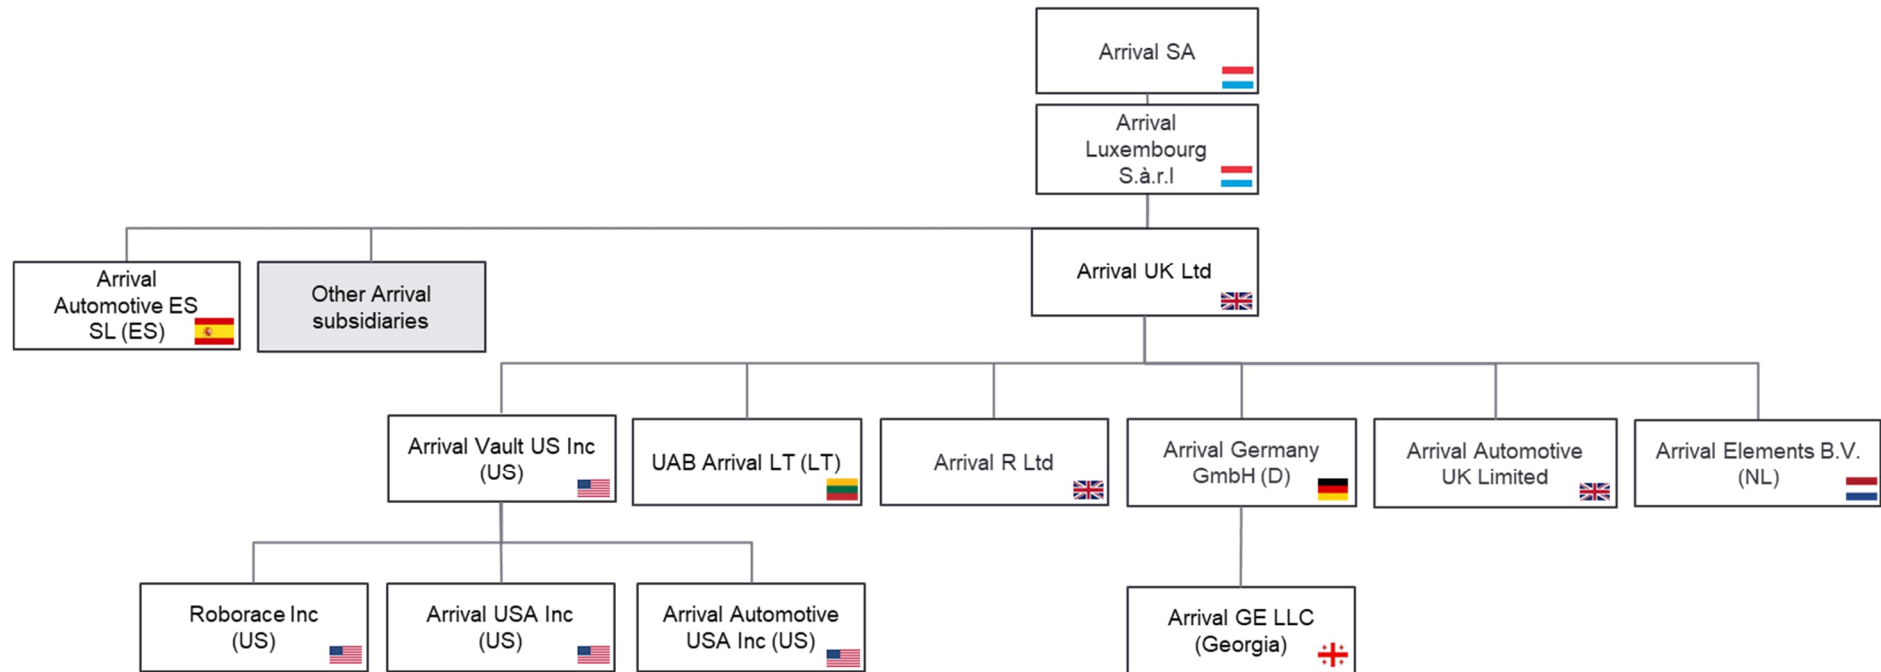 Arrival SA
Arrival
Luxembourg
S.à.r.l
Arrival
Automotive ES
SL (ES)
Other Arrival
subsidiaries
Arrival UK Ltd
Arrival Vault US Inc
(US)
UAB Arrival LT (LT)
Arrival R Ltd
Arrival Germany
GmbH (D)
Arrival Automotive
UK Limited
Arrival Elements B.V.
(NL)
Roborace Inc
(US)
Arrival USA Inc
(US)
Arrival Automotive
USA Inc (US)
Arrival GE LLC
(Georgia)